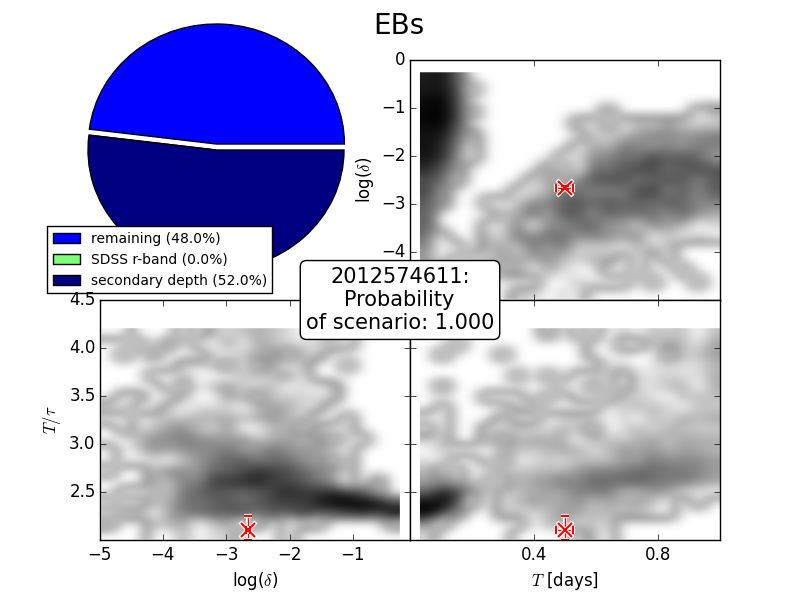 EBs
remaining (48.0%)
SDSS r-band (0.0%)
secondary depth (52.0%)
0
−1
−2
−3
−4
log(δ)
2012574611:
Probability
of scenario: 1.000
4.5
4.0
3.5
3.0
2.5
T/τ
−5 −4 −3 −2 −1
log(δ)
0.4 0.8
T [days]